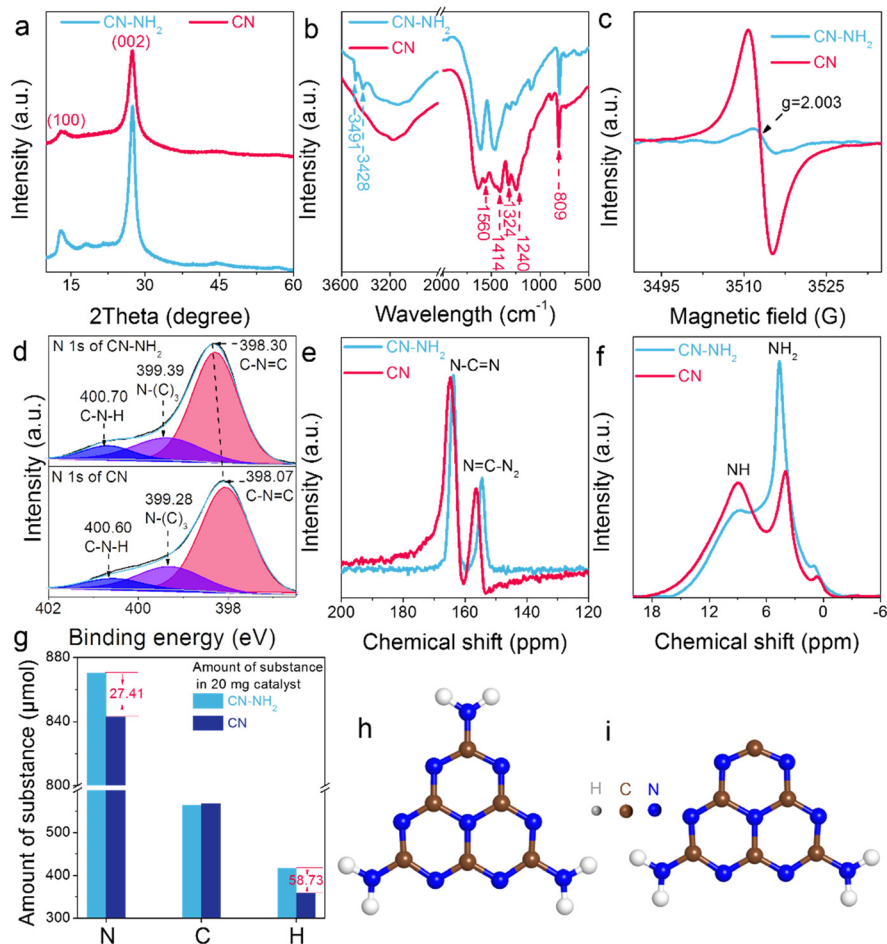 a
CN-NH2
CN
(002)
(100)
Intensity (a.u.)
15
30
45
60
2Theta (degree)
b
CN-NH2
CN
3491
3428
1560
1414
1324
1240
809
Intensity (a.u.)
3600
3200
2000
1500
1000
500
Wavelength (cm-1)
c
CN-NH2
CN
g=2.003
Intensity (a.u.)
3495
3510
3525
Magnetic field (G)
d
N 1s of CN-NH2
398.30
C-N=C
399.39
N-(C)3
400.70
C-N-H
N 1s of CN
398.07
C-N=C
399.28
N-(C)3
400.60
C-N-H
Intensity (a.u.)
402
400
398
Binding energy (eV)
e
CN-NH2
CN
N-C=N
N=C-N2
Intensity (a.u.)
200
180
160
140
120
Chemical shift (ppm)
f
CN-NH2
CN
NH2
NH
Intensity (a.u.)
18
12
6
0
-6
Chemical shift (ppm)
g
Amount of substance
in 20 mg catalyst
CN-NH2
CN
27.41
58.73
Amount of substance (μmol)
880
840
800
500
400
300
N
C
H
h
i
H
C
N